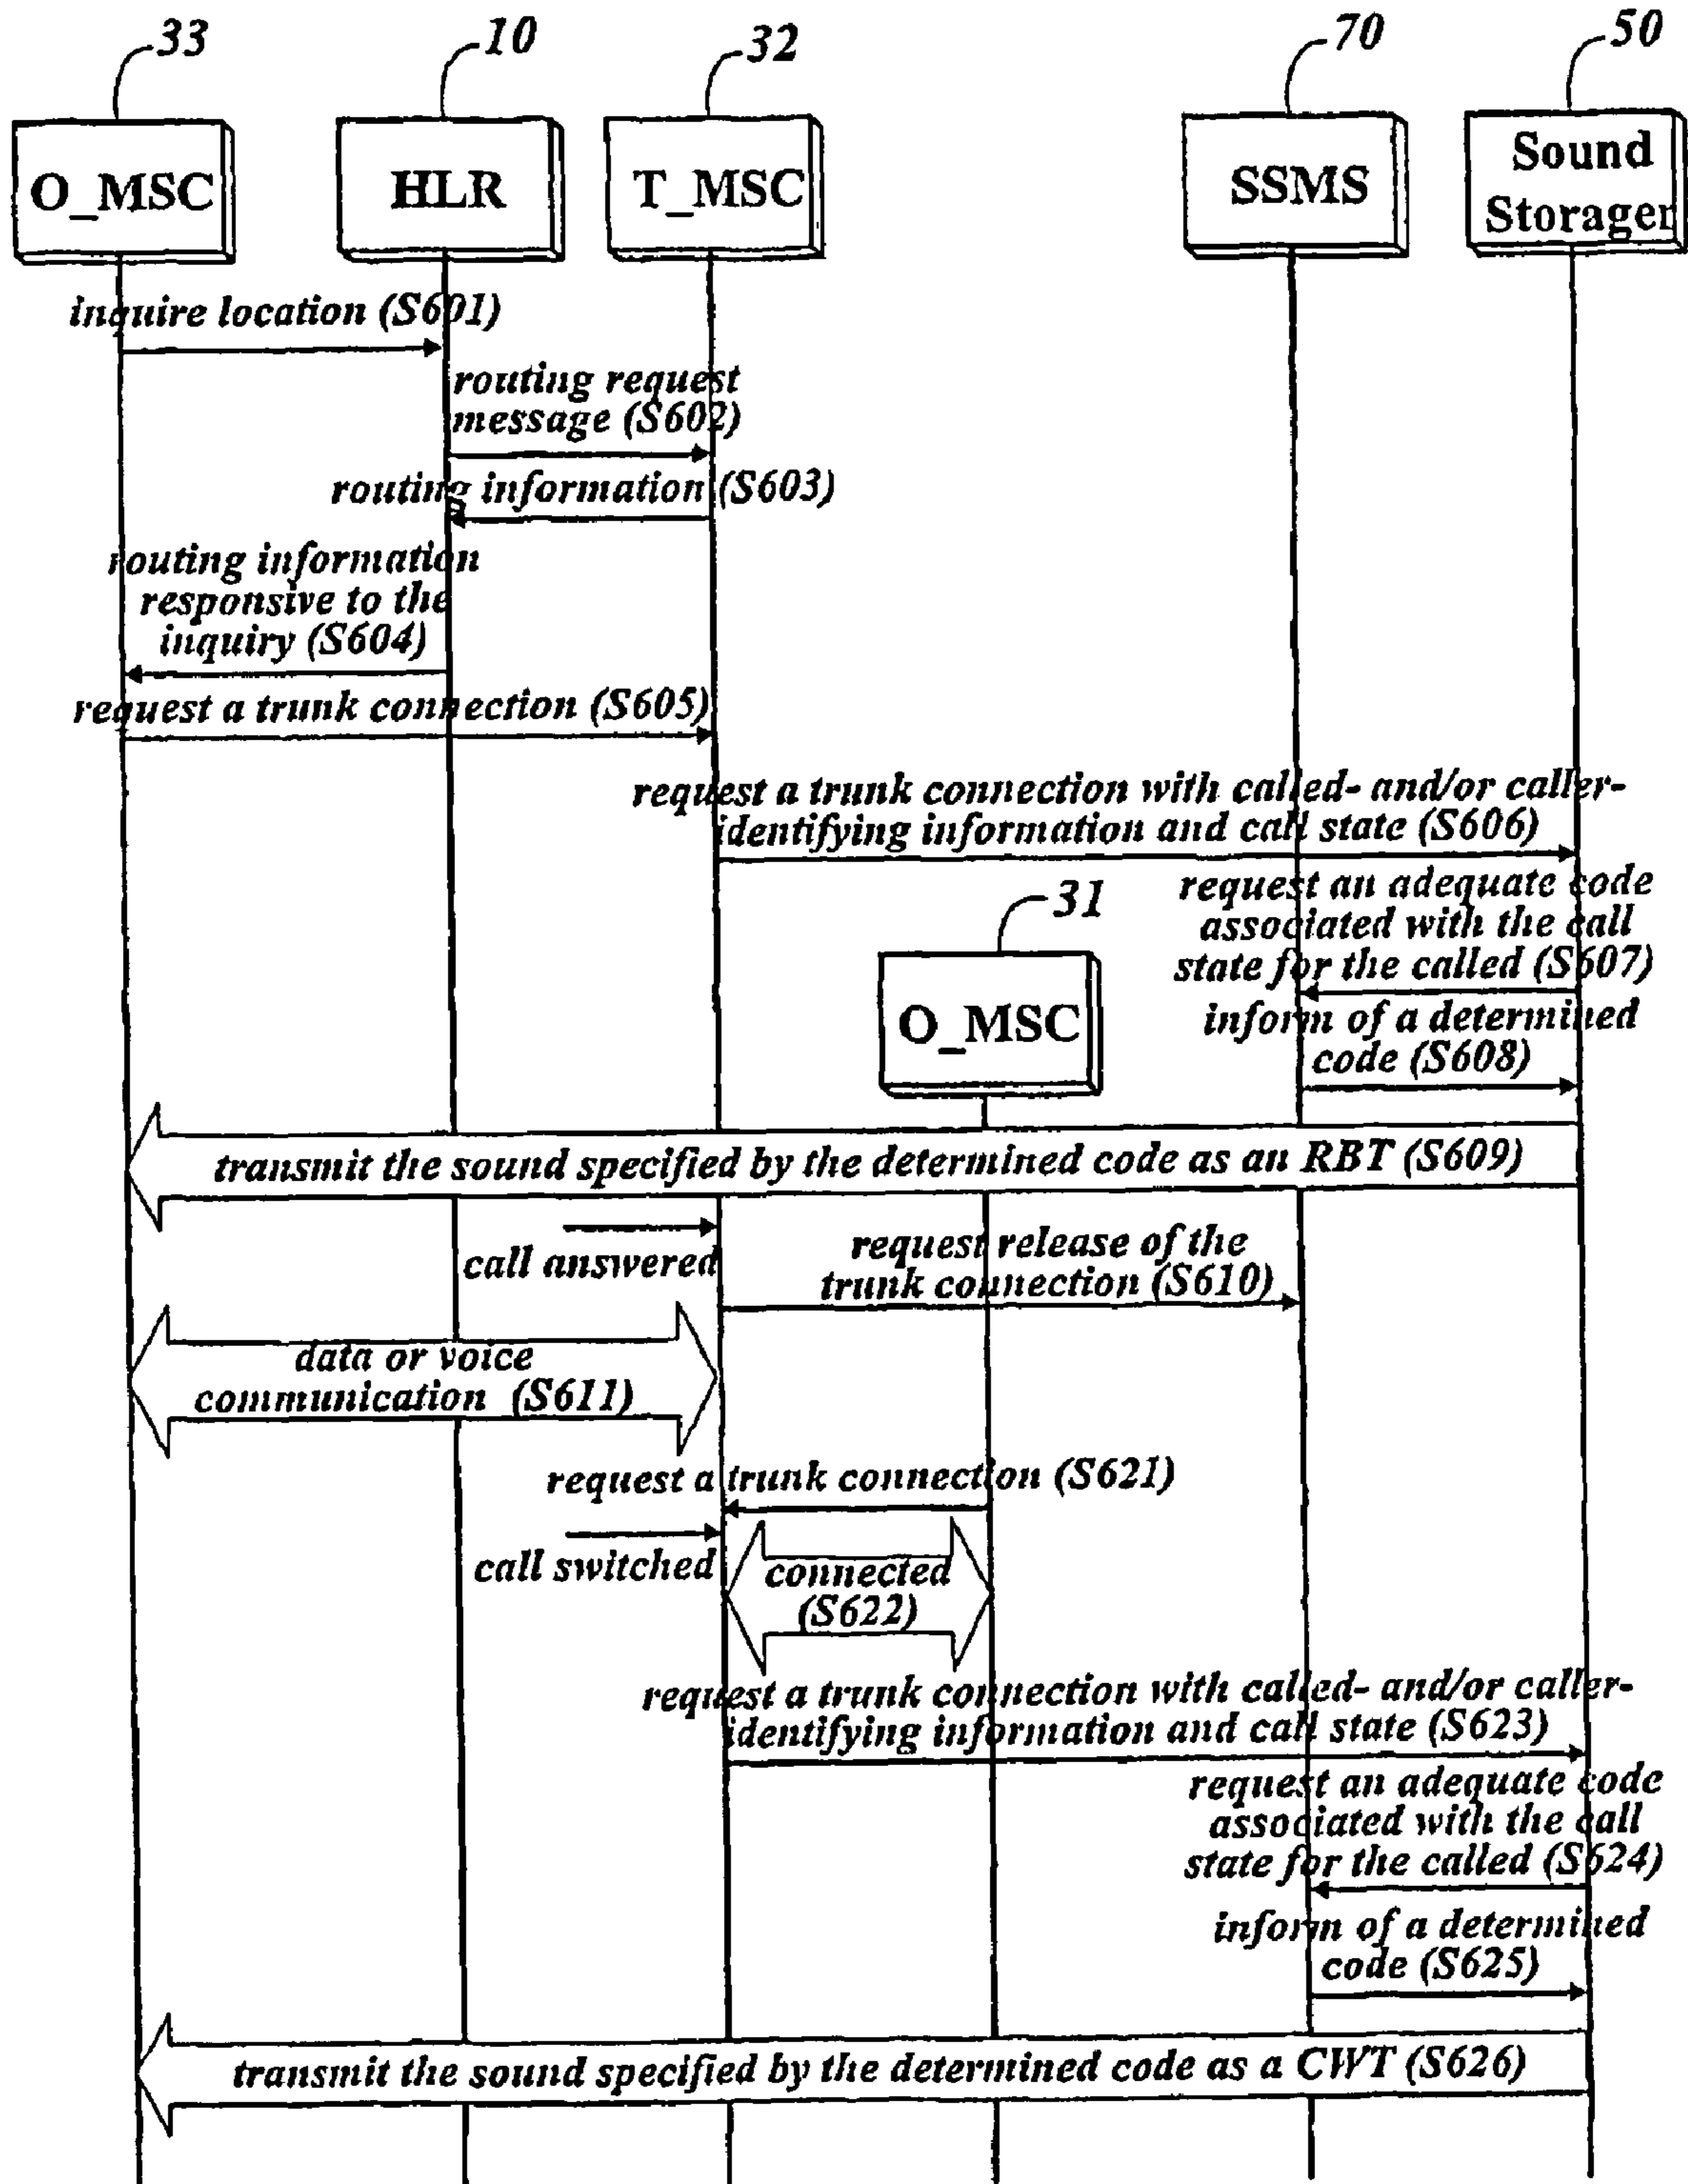 33
10
32
70
50
O_MSC
HLR
T_MSC
SSMS
Sound
Storager
inquire location (S601)
routing request
message (S602)
routing information (S603)
routing information
responsive to the
inquiry (S604)
request a trunk connection (S605)
request a trunk connection with called- and/or caller-
identifying information and call state (S606)
request an adequate code
associated with the call
state for the called (S607)
31
O_MSC
inform of a determined
code (S608)
transmit the sound specified by the determined code as an RBT (S609)
call answered
request release of the
trunk connection (S610)
data or voice
communication (S611)
request a trunk connection (S621)
call switched
connected
(S622)
request a trunk connection with called- and/or caller-
identifying information and call state (S623)
request an adequate code
associated with the call
state for the called (S624)
inform of a determined
code (S625)
transmit the sound specified by the determined code as a CWT (S626)